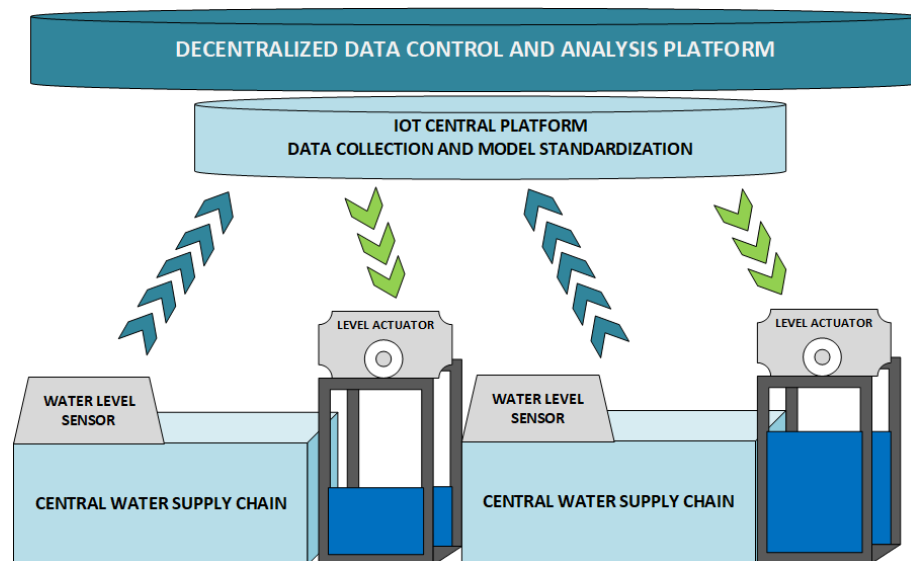 DECENTRALIZED DATA CONTROL AND ANALYSIS PLATFORM
IOT CENTRAL PLATFORM
DATA COLLECTION AND MODEL STANDARDIZATION
LEVEL ACTUATOR
LEVEL ACTUATOR
WATER LEVEL
SENSOR
WATER LEVEL
SENSOR
CENTRAL WATER SUPPLY CHAIN
CENTRAL WATER SUPPLY CHAIN